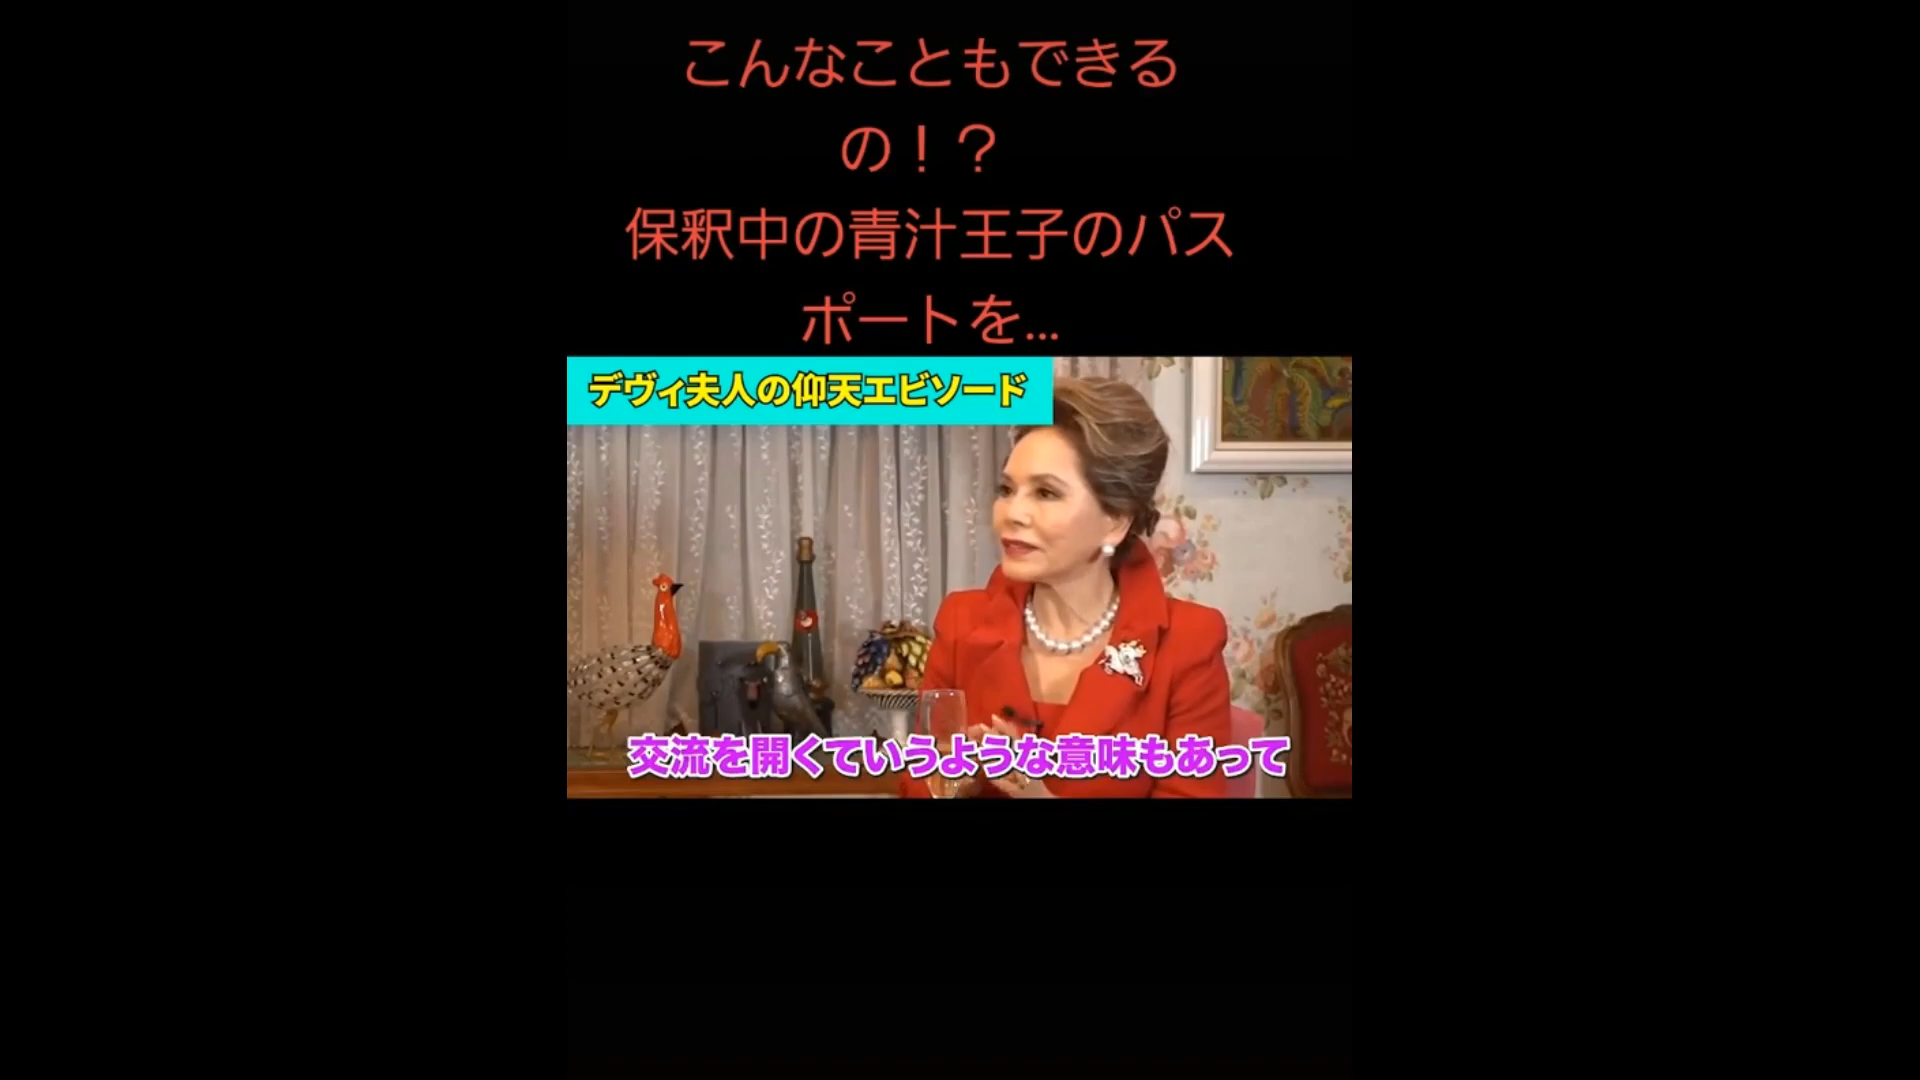 こんなこともできる
の！？
保釈中の青汁王子のパス
ポートを...
デヴィ夫人の仰天エピソード
交流を開くていうような意味もあって